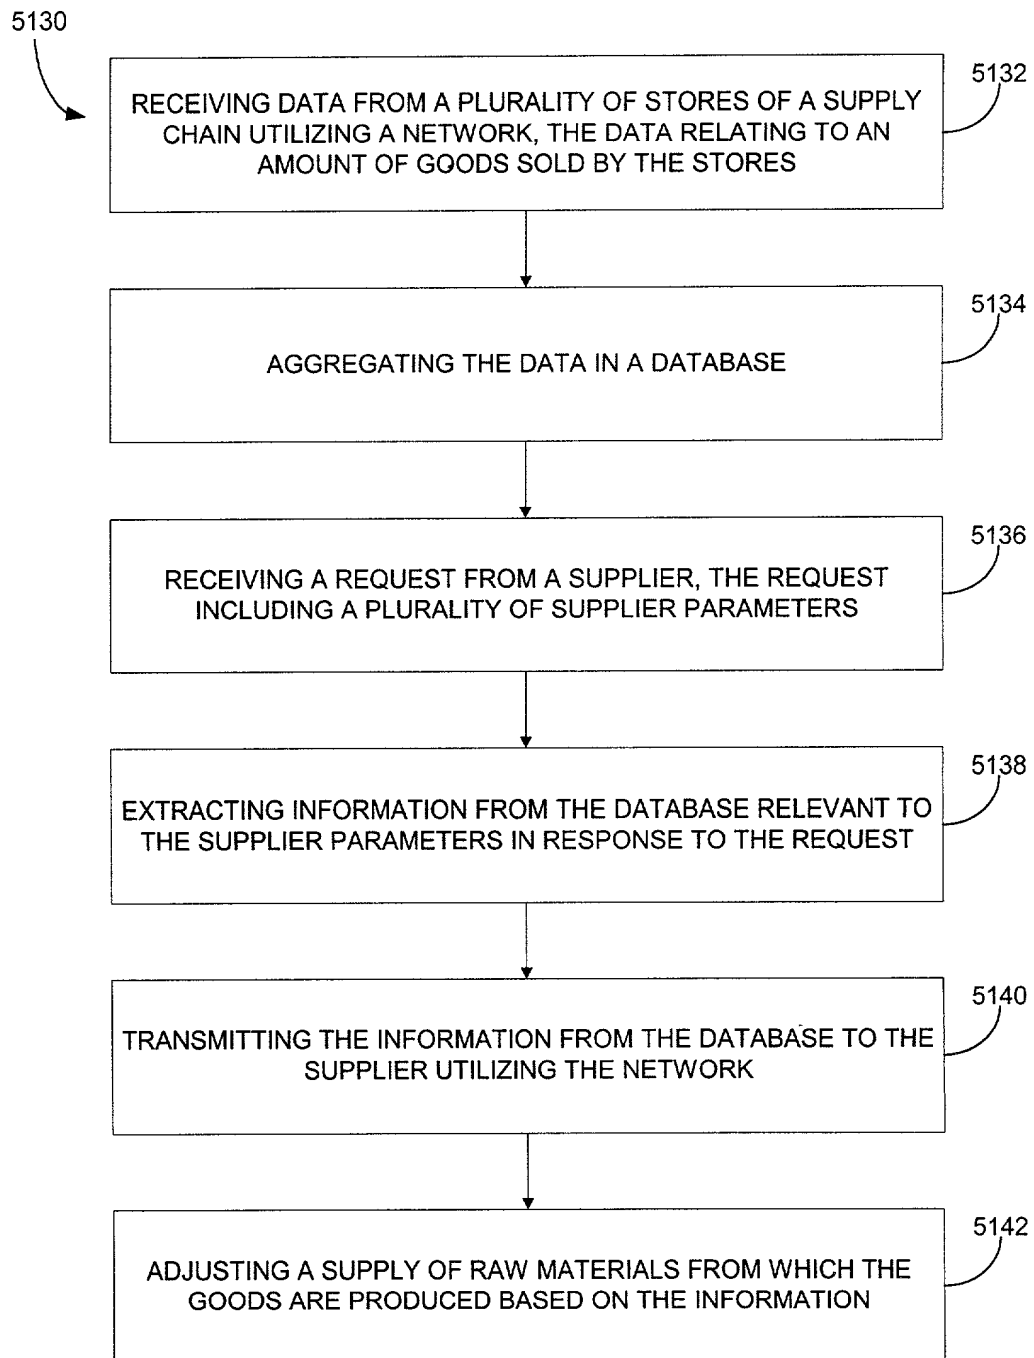 5130
5132
RECEIVING DATA FROM A PLURALITY OF STORES OF A SUPPLY
CHAIN UTILIZING A NETWORK, THE DATA RELATING TO AN
AMOUNT OF GOODS SOLD BY THE STORES
5134
AGGREGATING THE DATA IN A DATABASE
5136
RECEIVING A REQUEST FROM A SUPPLIER, THE REQUEST
INCLUDING A PLURALITY OF SUPPLIER PARAMETERS
5138
EXTRACTING INFORMATION FROM THE DATABASE RELEVANT TO
THE SUPPLIER PARAMETERS IN RESPONSE TO THE REQUEST
5140
TRANSMITTING THE INFORMATION FROM THE DATABASE TO THE
SUPPLIER UTILIZING THE NETWORK
5142
ADJUSTING A SUPPLY OF RAW MATERIALS FROM WHICH THE
GOODS ARE PRODUCED BASED ON THE INFORMATION